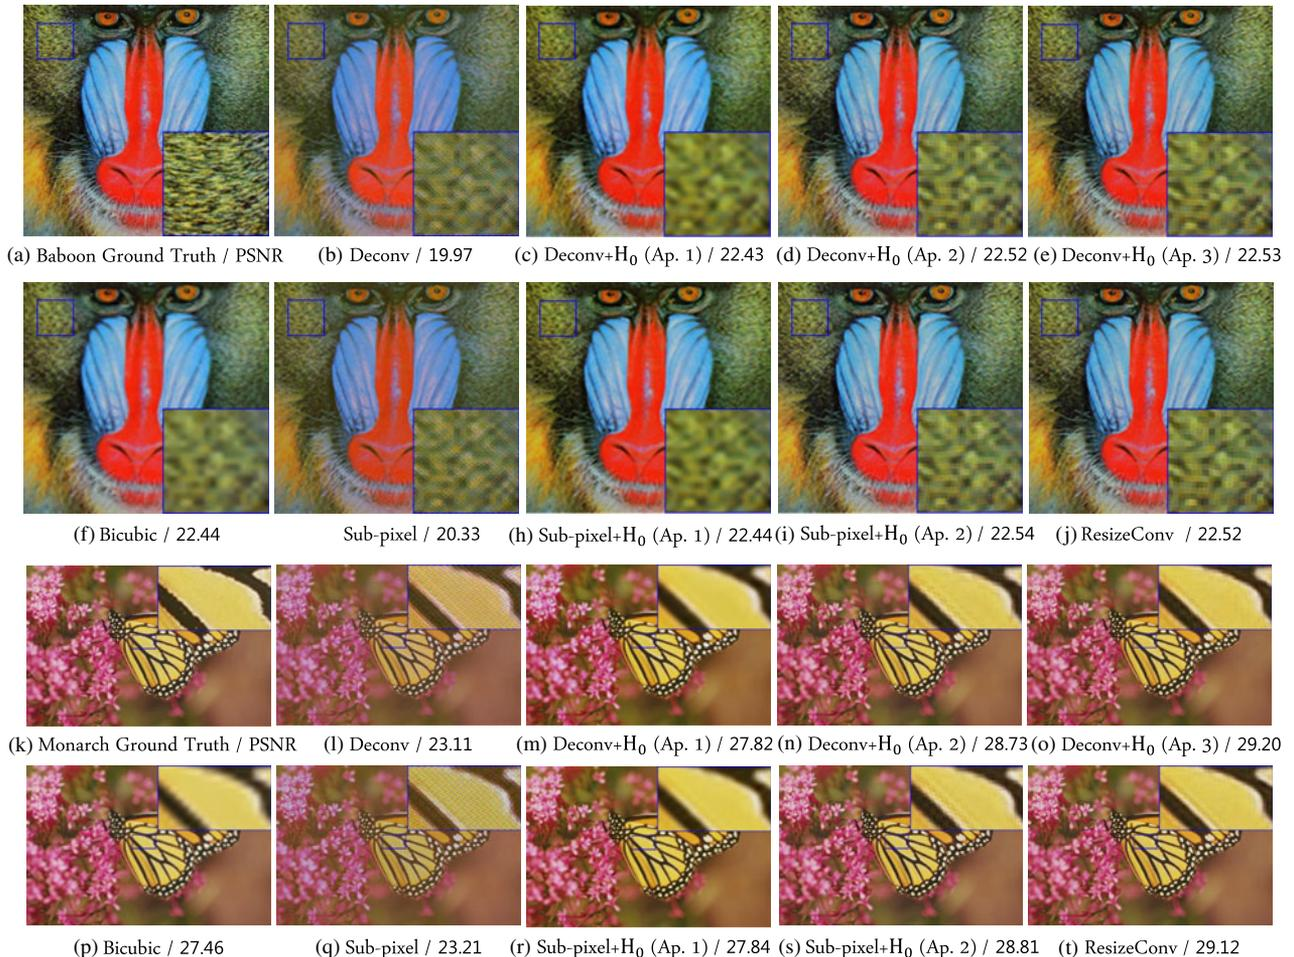 (a) Baboon Ground Truth / PSNR (b) Deconv / 19.97 (c) Deconv+H0 (Ap. 1) / 22.43 (d) Deconv+H0 (Ap. 2) / 22.52 (e) Deconv+H0 (Ap. 3) / 22.53
(f) Bicubic / 22.44 Sub-pixel / 20.33 (h) Sub-pixel+H0 (Ap. 1) / 22.44 (i) Sub-pixel+H0 (Ap. 2) / 22.54 (j) ResizeConv / 22.52
(k) Monarch Ground Truth / PSNR (l) Deconv / 23.11 (m) Deconv+H0 (Ap. 1) / 27.82 (n) Deconv+H0 (Ap. 2) / 28.73 (o) Deconv+H0 (Ap. 3) / 29.20
(p) Bicubic / 27.46 (q) Sub-pixel / 23.21 (r) Sub-pixel+H0 (Ap. 1) / 27.84 (s) Sub-pixel+H0 (Ap. 2) / 28.81 (t) ResizeConv / 29.12